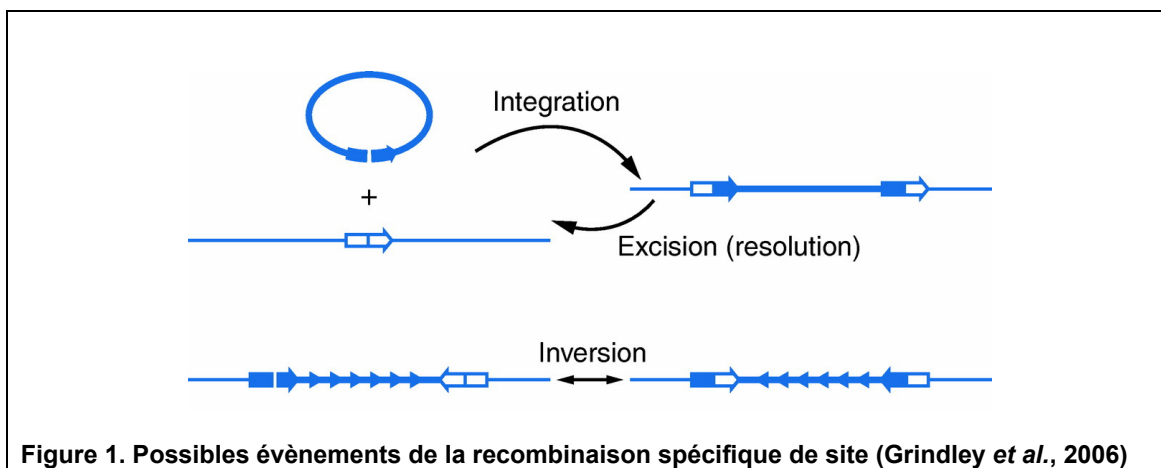 Integration
+
Excision (resolution)
Inversion
Figure 1. Possibles évènements de la recombinaison spécifique de site (Grindley et al., 2006)